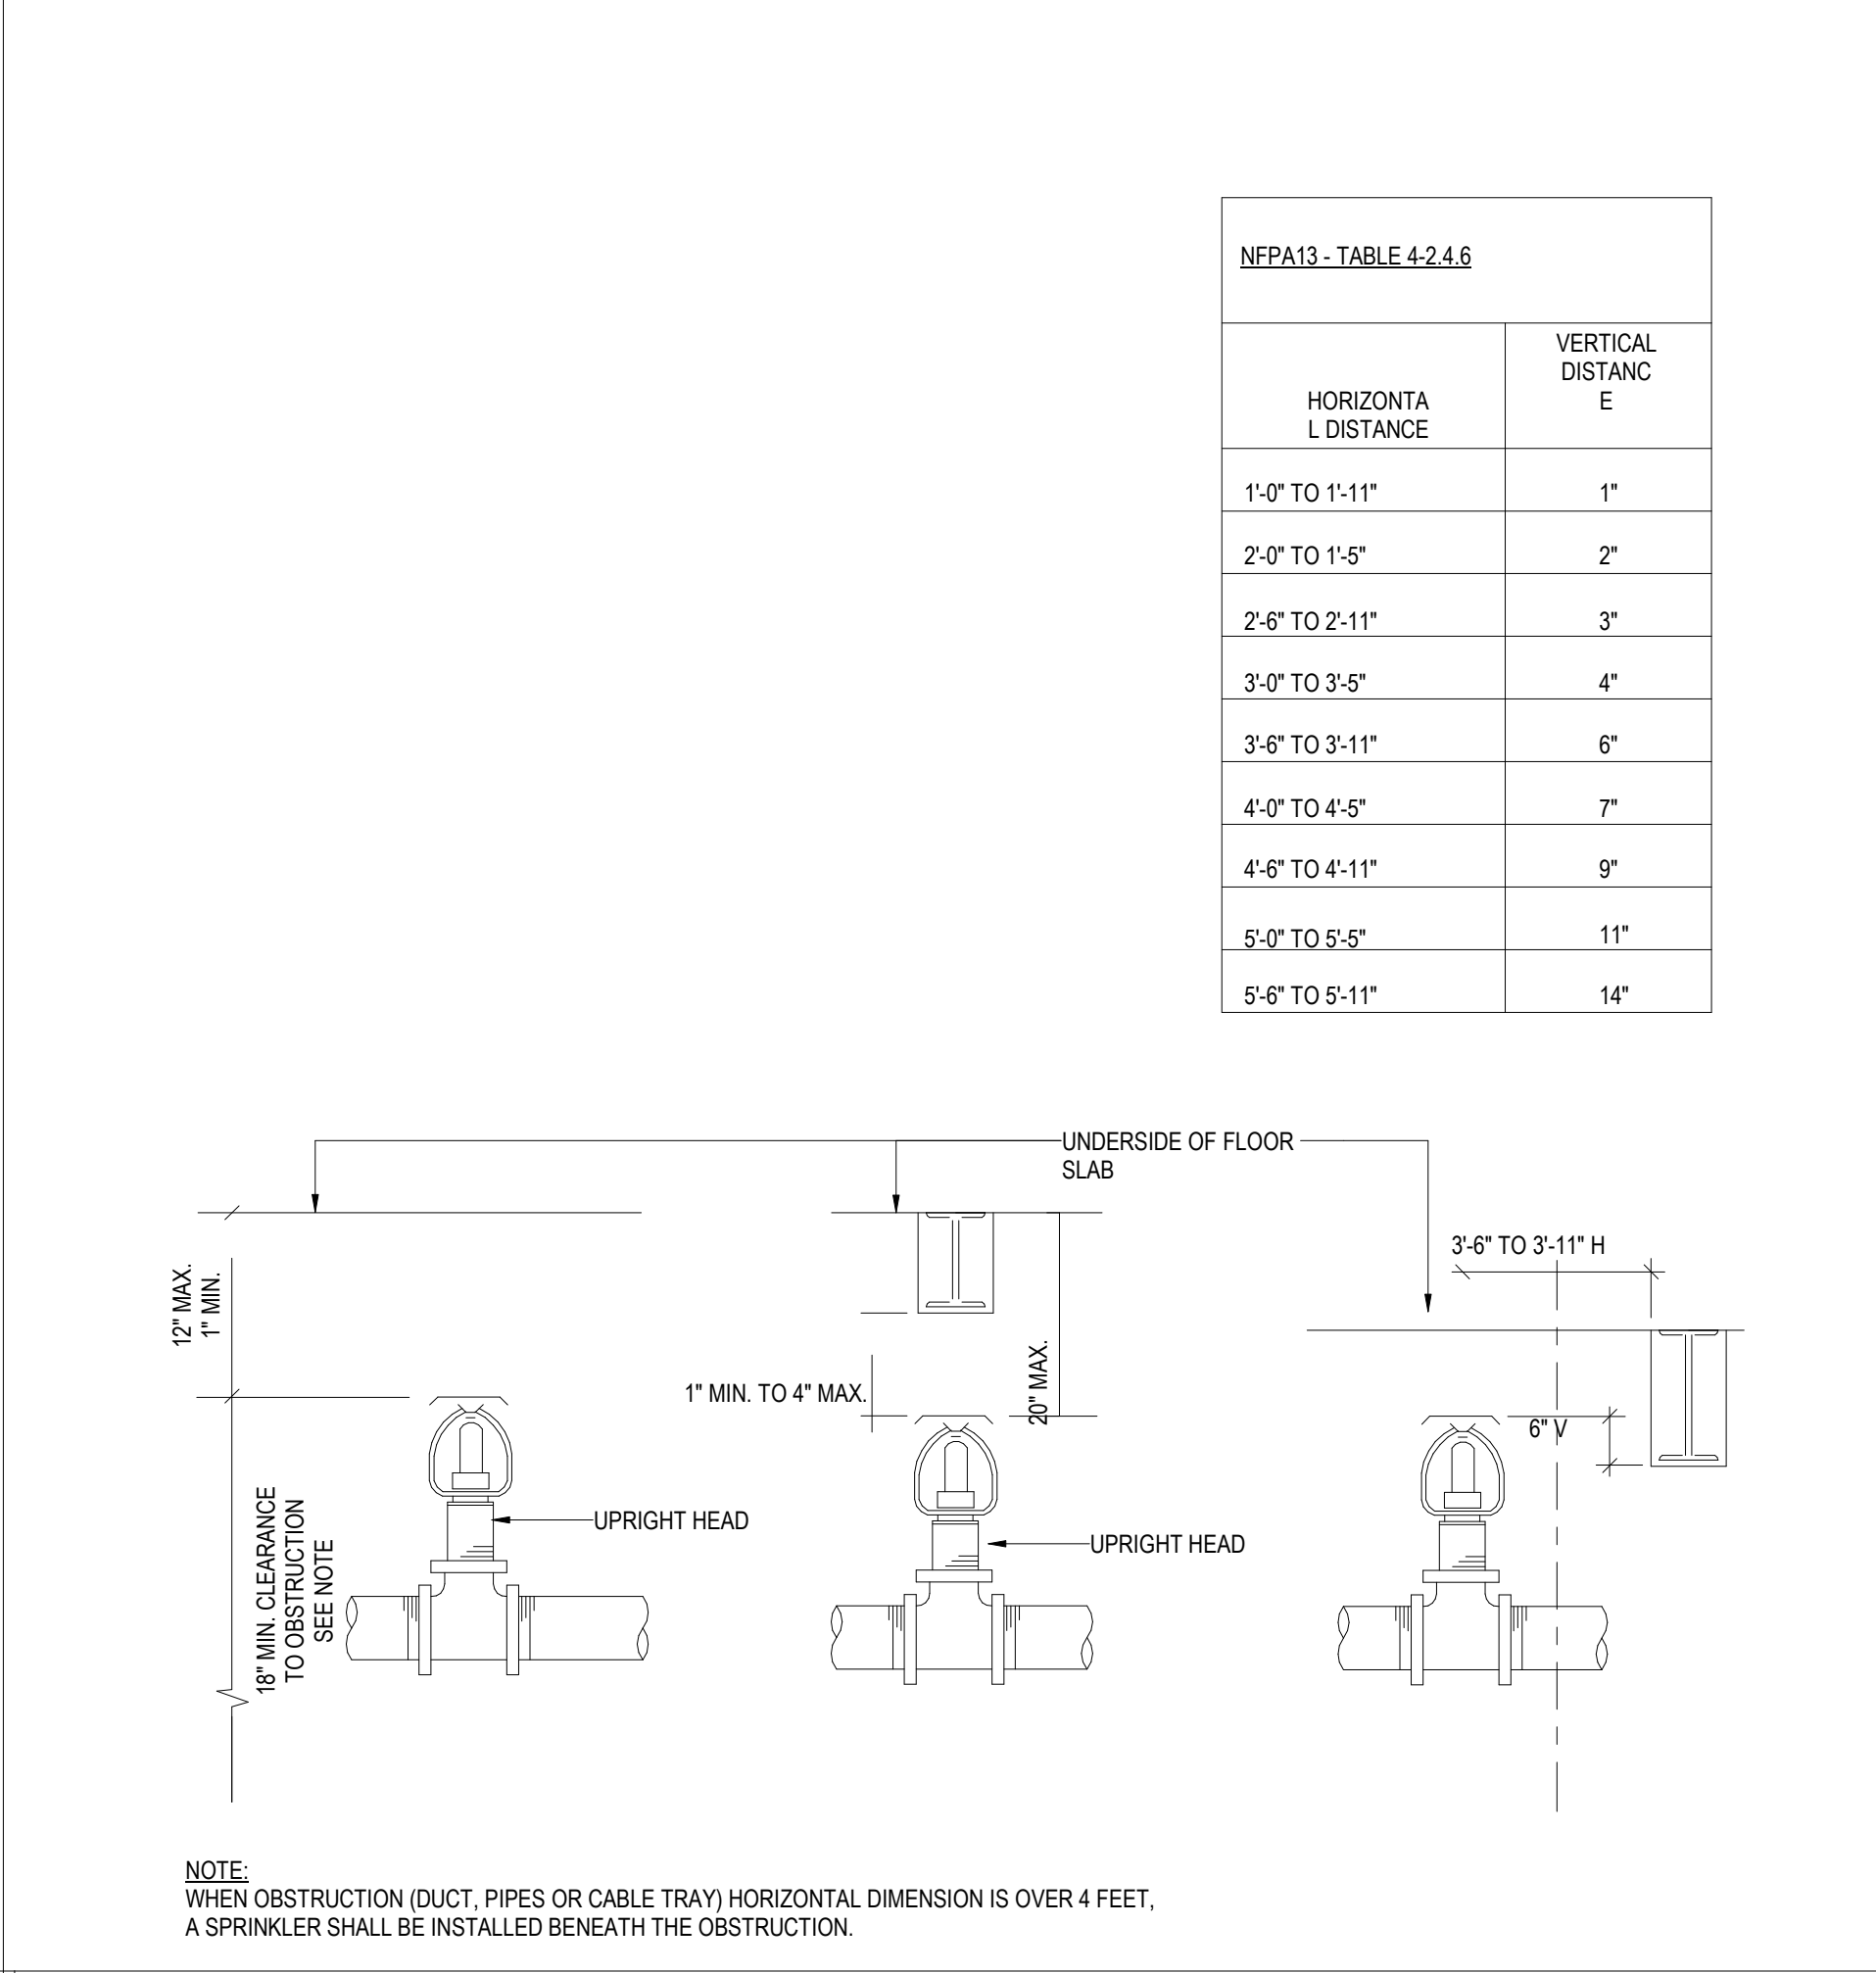 NFPA13 - TABLE 4-2.4.6
HORIZONTA
L DISTANCE
VERTICAL
DISTANC
E
1'-0" TO 1'-11"
1"
2'-0" TO 1'-5"
2"
2'-6" TO 2'-11"
3"
3'-0" TO 3'-5"
4"
3'-6" TO 3'-11"
6"
4'-0" TO 4'-5"
7"
4'-6" TO 4'-11"
9"
5'-0" TO 5'-5"
11"
5'-6" TO 5'-11"
14"
UNDERSIDE OF FLOOR
SLAB
12" MAX.
1" MIN.
18" MIN. CLEARANCE
TO OBSTRUCTION
SEE NOTE
UPRIGHT HEAD
1" MIN. TO 4" MAX.
20" MAX.
UPRIGHT HEAD
3'-6" TO 3'-11" H
6" V
NOTE:
WHEN OBSTRUCTION (DUCT, PIPES OR CABLE TRAY) HORIZONTAL DIMENSION IS OVER 4 FEET,
A SPRINKLER SHALL BE INSTALLED BENEATH THE OBSTRUCTION.